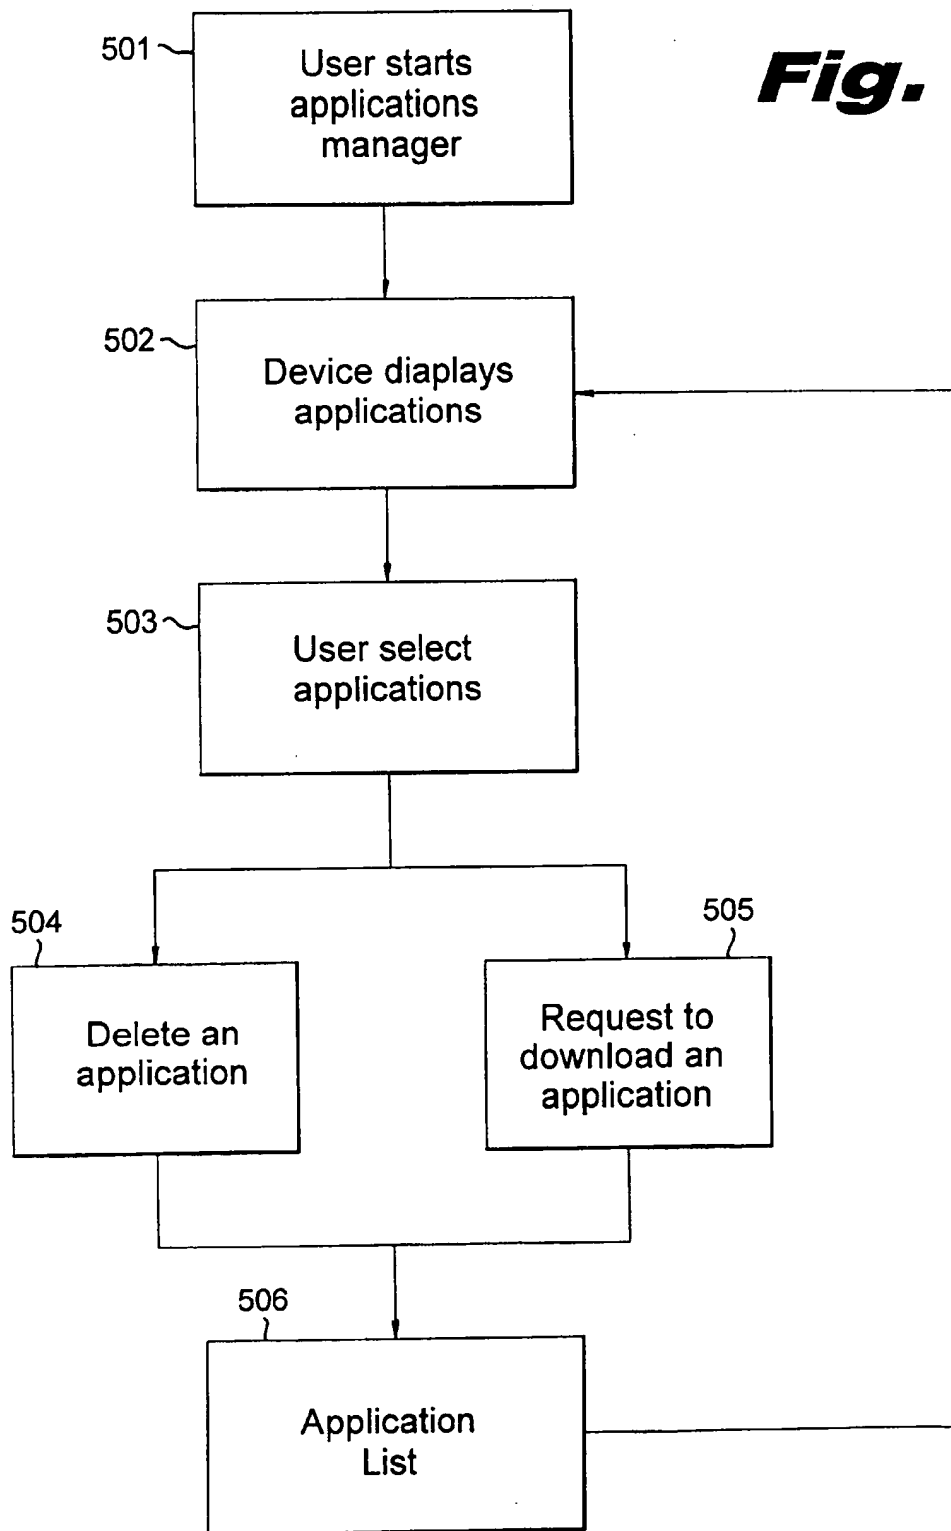 501
User starts
applications
manager
Fig.
502
Device diaplays
applications
503
User select
applications
504
Delete an
application
505
Request to
download an
application
506
Application
List